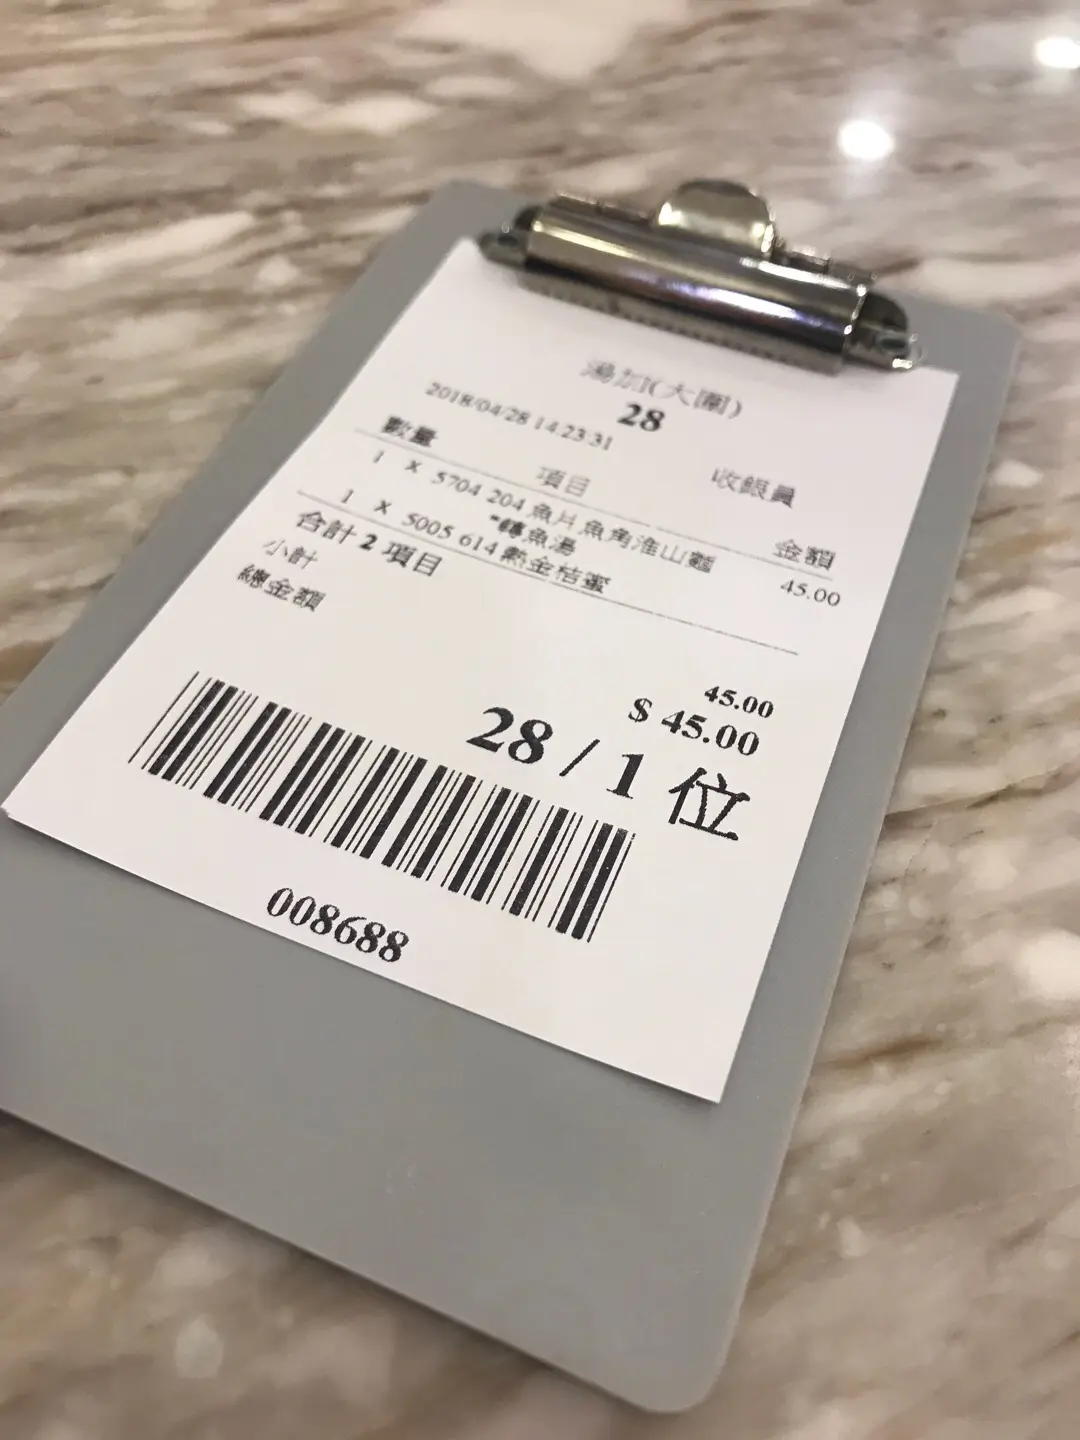 湯加(大圍)
28
2018/04/28 14:23:31
收銀員
數量 項目 金額
1 X 5704 204 魚片魚角淮山麵 45.00
*轉魚湯
1 X 5005 614 熱金桔蜜
合計 2 項目
小計 45.00
總金額 $ 45.00
28 / 1 位
008688